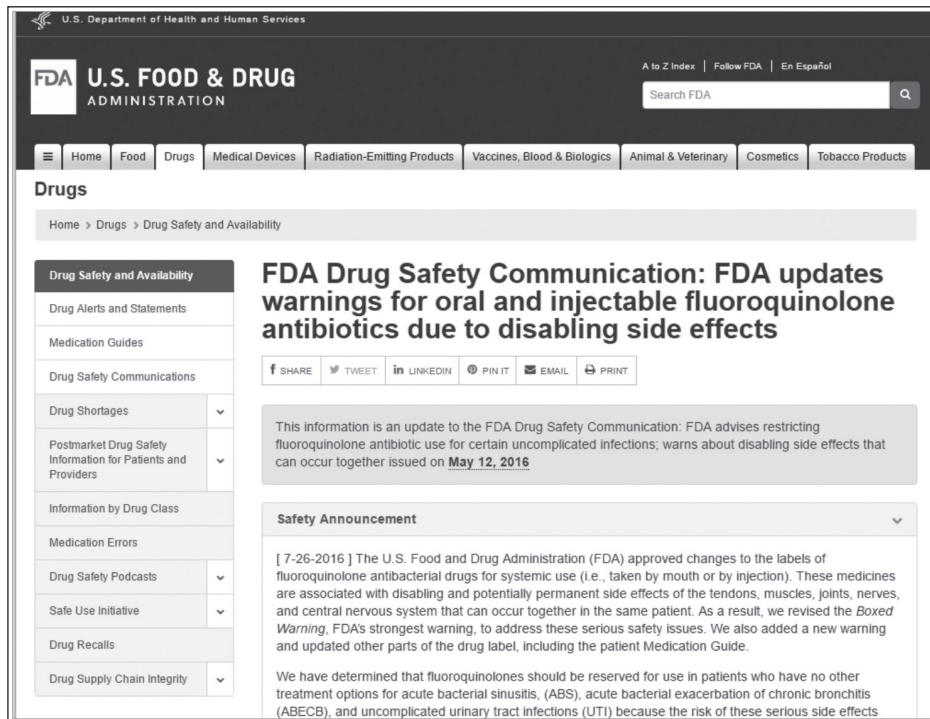 U.S. Department of Health and Human Services
FDA
U.S. FOOD & DRUG
ADMINISTRATION
A to Z Index | Follow FDA | En Español
Search FDA
Home
Food
Drugs
Medical Devices
Radiation-Emitting Products
Vaccines, Blood & Biologics
Animal & Veterinary
Cosmetics
Tobacco Products
Drugs
Home > Drugs > Drug Safety and Availability
Drug Safety and Availability
Drug Alerts and Statements
Medication Guides
Drug Safety Communications
Drug Shortages
Postmarket Drug Safety
Information for Patients and
Providers
Information by Drug Class
Medication Errors
Drug Safety Podcasts
Safe Use Initiative
Drug Recalls
Drug Supply Chain Integrity
FDA Drug Safety Communication: FDA updates
warnings for oral and injectable fluoroquinolone
antibiotics due to disabling side effects
f SHARE
TWEET
in LINKEDIN
PIN IT
EMAIL
PRINT
This information is an update to the FDA Drug Safety Communication: FDA advises restricting
fluoroquinolone antibiotic use for certain uncomplicated infections; warns about disabling side effects that
can occur together issued on May 12, 2016
Safety Announcement
[ 7-26-2016 ] The U.S. Food and Drug Administration (FDA) approved changes to the labels of
fluoroquinolone antibacterial drugs for systemic use (i.e., taken by mouth or by injection). These medicines
are associated with disabling and potentially permanent side effects of the tendons, muscles, joints, nerves,
and central nervous system that can occur together in the same patient. As a result, we revised the Boxed
Warning, FDA's strongest warning, to address these serious safety issues. We also added a new warning
and updated other parts of the drug label, including the patient Medication Guide.
We have determined that fluoroquinolones should be reserved for use in patients who have no other
treatment options for acute bacterial sinusitis, (ABS), acute bacterial exacerbation of chronic bronchitis
(ABECB), and uncomplicated urinary tract infections (UTI) because the risk of these serious side effects